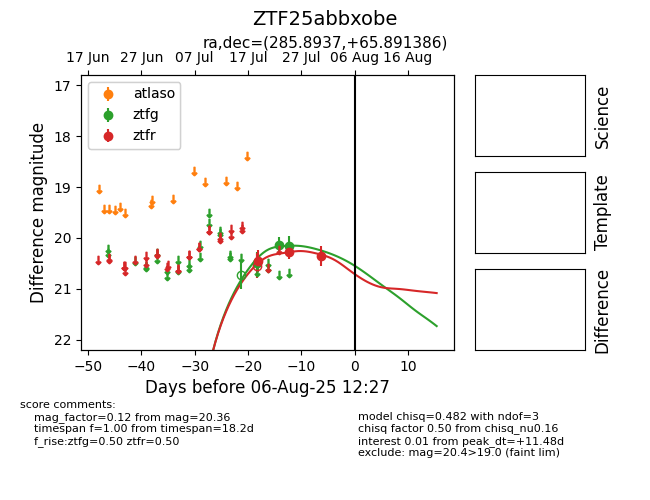 ZTF25abbxobe
ra,dec=(285.8937,+65.891386)
17 Jun 27 Jun 07 Jul 17 Jul 27 Jul 06 Aug 16 Aug
atlaso
ztfg
ztfr
17
18
19
20
21
22
Difference magnitude
−50 −40 −30 −20 −10 0 10
Days before 06-Aug-25 12:27
Science
Template
Difference
score comments:
mag_factor=0.12 from mag=20.36
timespan f=1.00 from timespan=18.2d
f_rise:ztfg=0.50 ztfr=0.50
model chisq=0.482 with ndof=3
chisq factor 0.50 from chisq_nu0.16
interest 0.01 from peak_dt=+11.48d
exclude: mag=20.4>19.0 (faint lim)